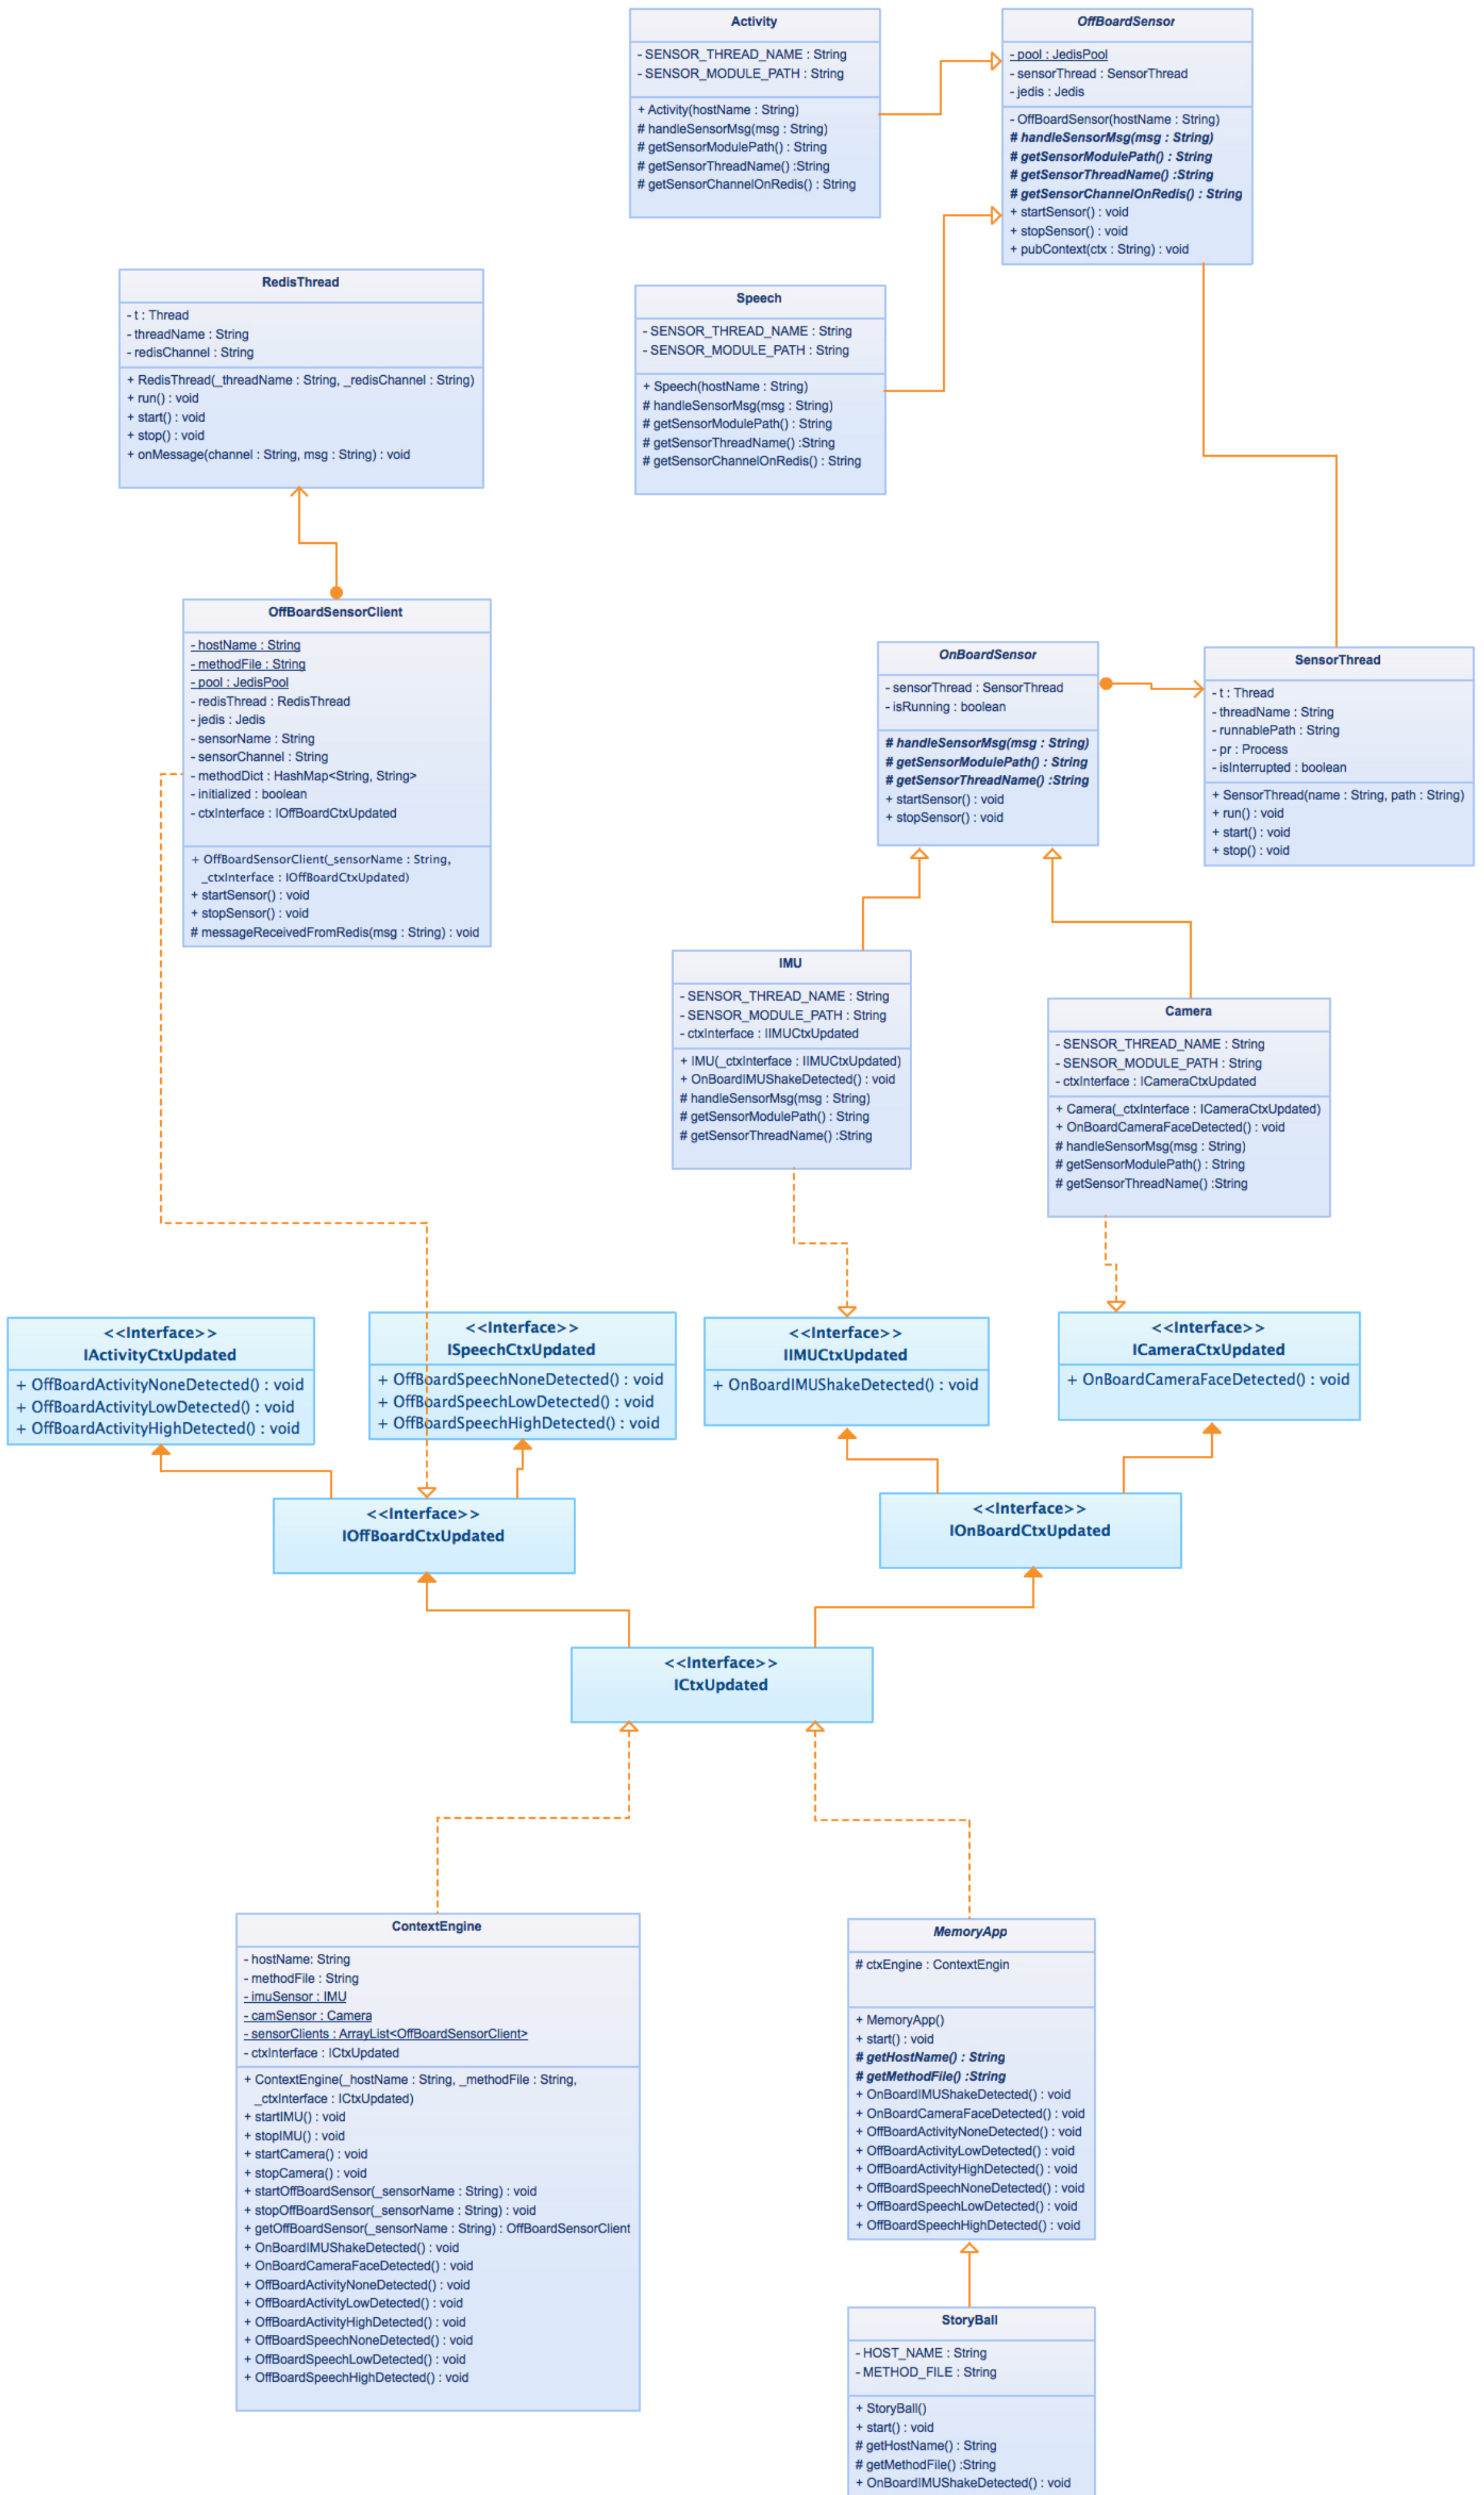 Activity
- SENSOR_THREAD_NAME : String
- SENSOR_MODULE_PATH : String
+ Activity(hostName : String)
# handleSensorMsg(msg : String)
# getSensorModulePath() : String
# getSensorThreadName() :String
# getSensorChannelOnRedis() : String
OffBoardSensor
- pool : JedisPool
- sensorThread : SensorThread
- jedis : Jedis
- OffBoardSensor(hostName : String)
# handleSensorMsg(msg : String)
# getSensorModulePath() : String
# getSensorThreadName() :String
# getSensorChannelOnRedis() : String
+ startSensor() : void
+ stopSensor() : void
+ pubContext(ctx : String) : void
RedisThread
- t : Thread
- threadName : String
- redisChannel : String
+ RedisThread(_threadName : String, _redisChannel : String)
+ run() : void
+ start() : void
+ stop() : void
+ onMessage(channel : String, msg : String) : void
Speech
- SENSOR_THREAD_NAME : String
- SENSOR_MODULE_PATH : String
+ Speech(hostName : String)
# handleSensorMsg(msg : String)
# getSensorModulePath() : String
# getSensorThreadName() :String
# getSensorChannelOnRedis() : String
OffBoardSensorClient
- hostName : String
- methodFile : String
- pool : JedisPool
- redisThread : RedisThread
- jedis : Jedis
- sensorName : String
- sensorChannel : String
- methodDict : HashMap<String, String>
- initialized : boolean
- ctxInterface : IOffBoardCtxUpdated
+ OffBoardSensorClient(_sensorName : String,
_ctxInterface : IOffBoardCtxUpdated)
+ startSensor() : void
+ stopSensor() : void
# messageReceivedFromRedis(msg : String) : void
OnBoardSensor
- sensorThread : SensorThread
- isRunning : boolean
# handleSensorMsg(msg : String)
# getSensorModulePath() : String
# getSensorThreadName() :String
+ startSensor() : void
+ stopSensor() : void
SensorThread
- t : Thread
- threadName : String
- runnablePath : String
- pr : Process
- isInterrupted : boolean
+ SensorThread(name : String, path : String)
+ run() : void
+ start() : void
+ stop() : void
IMU
- SENSOR_THREAD_NAME : String
- SENSOR_MODULE_PATH : String
- ctxInterface : IIMUCtxUpdated
+ IMU(_ctxInterface : IIMUCtxUpdated)
+ OnBoardIMUShakeDetected() : void
# handleSensorMsg(msg : String)
# getSensorModulePath() : String
# getSensorThreadName() :String
Camera
- SENSOR_THREAD_NAME : String
- SENSOR_MODULE_PATH : String
- ctxInterface : ICameraCtxUpdated
+ Camera(_ctxInterface : ICameraCtxUpdated)
+ OnBoardCameraFaceDetected() : void
# handleSensorMsg(msg : String)
# getSensorModulePath() : String
# getSensorThreadName() :String
<<Interface>>
IActivityCtxUpdated
+ OffBoardActivityNoneDetected() : void
+ OffBoardActivityLowDetected() : void
+ OffBoardActivityHighDetected() : void
<<Interface>>
ISpeechCtxUpdated
+ OffBoardSpeechNoneDetected() : void
+ OffBoardSpeechLowDetected() : void
+ OffBoardSpeechHighDetected() : void
<<Interface>>
IIMUCtxUpdated
+ OnBoardIMUShakeDetected() : void
<<Interface>>
ICameraCtxUpdated
+ OnBoardCameraFaceDetected() : void
<<Interface>>
IOffBoardCtxUpdated
<<Interface>>
IOnBoardCtxUpdated
<<Interface>>
ICtxUpdated
ContextEngine
- hostName: String
- methodFile : String
- imuSensor : IMU
- camSensor : Camera
- sensorClients : ArrayList<OffBoardSensorClient>
- ctxInterface : ICtxUpdated
+ ContextEngine(_hostName : String, _methodFile : String,
_ctxInterface : ICtxUpdated)
+ startIMU() : void
+ stopIMU() : void
+ startCamera() : void
+ stopCamera() : void
+ startOffBoardSensor(_sensorName : String) : void
+ stopOffBoardSensor(_sensorName : String) : void
+ getOffBoardSensor(_sensorName : String) : OffBoardSensorClient
+ OnBoardIMUShakeDetected() : void
+ OnBoardCameraFaceDetected() : void
+ OffBoardActivityNoneDetected() : void
+ OffBoardActivityLowDetected() : void
+ OffBoardActivityHighDetected() : void
+ OffBoardSpeechNoneDetected() : void
+ OffBoardSpeechLowDetected() : void
+ OffBoardSpeechHighDetected() : void
MemoryApp
# ctxEngine : ContextEngin
+ MemoryApp()
+ start() : void
# getHostName() : String
# getMethodFile() :String
+ OnBoardIMUShakeDetected() : void
+ OnBoardCameraFaceDetected() : void
+ OffBoardActivityNoneDetected() : void
+ OffBoardActivityLowDetected() : void
+ OffBoardActivityHighDetected() : void
+ OffBoardSpeechNoneDetected() : void
+ OffBoardSpeechLowDetected() : void
+ OffBoardSpeechHighDetected() : void
StoryBall
- HOST_NAME : String
- METHOD_FILE : String
+ StoryBall()
+ start() : void
# getHostName() : String
# getMethodFile() :String
+ OnBoardIMUShakeDetected() : void